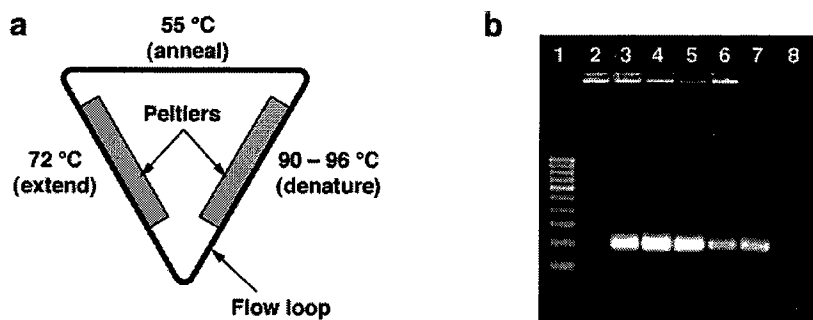 a
55 °C
(anneal)
Peltiers
72 °C
(extend)
90 – 96 °C
(denature)
Flow loop
b
1 2 3 4 5 6 7 8